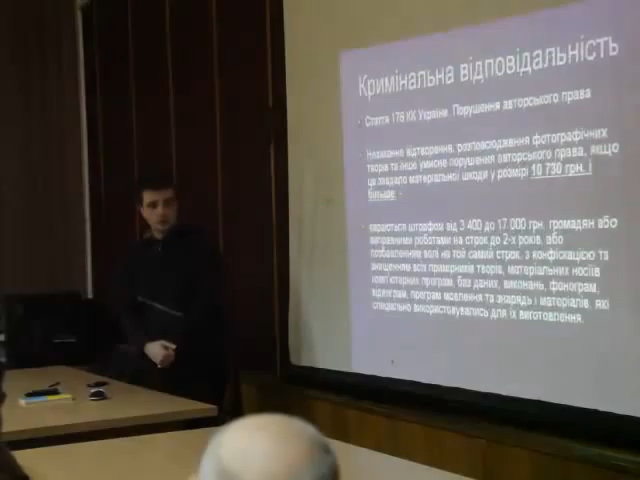 Кримінальна відповідальність
Стаття 176 КК України. Порушення авторського права
Незаконне відтворення, розповсюдження фотографічних
творів та інше умисне порушення авторського права, якщо
це завдало матеріальної шкоди у розмірі 10 730 грн. і
більше -
караються штрафом від 3 400 до 17 000 грн. громадян або
виправними роботами на строк до 2-х років, або
позбавленням волі на той самий строк, з конфіскацією та
знищенням всіх примірників творів, матеріальних носіїв
комп'ютерних програм, баз даних, виконань, фонограм,
відеограм, програм мовлення та знарядь і матеріалів, які
спеціально використовувались для їх виготовлення.